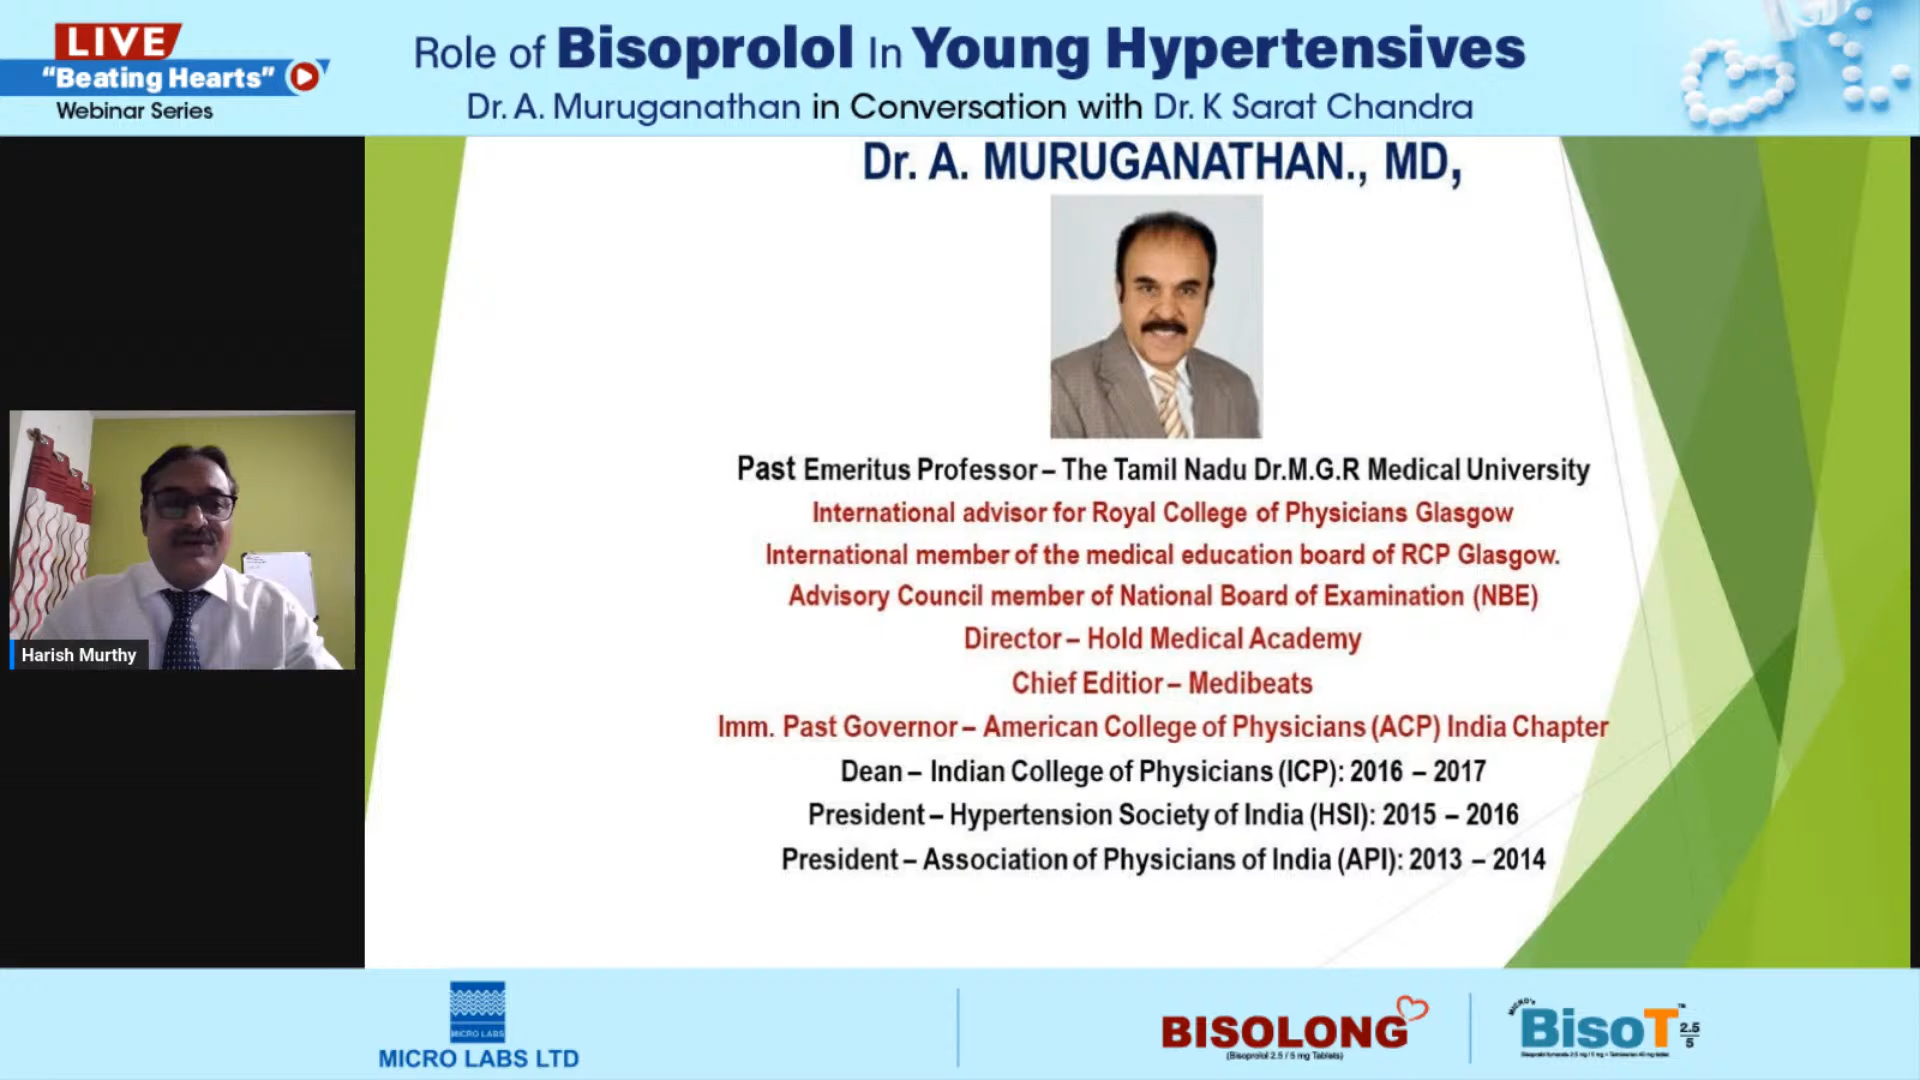 LIVE
“Beating Hearts”
Webinar Series
Role of Bisoprolol In Young Hypertensives
Dr. A. Muruganathan in Conversation with Dr. K Sarat Chandra
Dr. A. MURUGANATHAN., MD,
Past Emeritus Professor – The Tamil Nadu Dr.M.G.R Medical University
International advisor for Royal College of Physicians Glasgow
International member of the medical education board of RCP Glasgow.
Advisory Council member of National Board of Examination (NBE)
Director – Hold Medical Academy
Chief Editior – Medibeats
Imm. Past Governor – American College of Physicians (ACP) India Chapter
Dean – Indian College of Physicians (ICP): 2016 – 2017
President – Hypertension Society of India (HSI): 2015 – 2016
President – Association of Physicians of India (API): 2013 – 2014
Harish Murthy
MICRO LABS
MICRO LABS LTD
BISOLONG
(Bisoprolol 2.5 / 5 mg Tablets)
MICRO's
BisoT™ 2.5
5